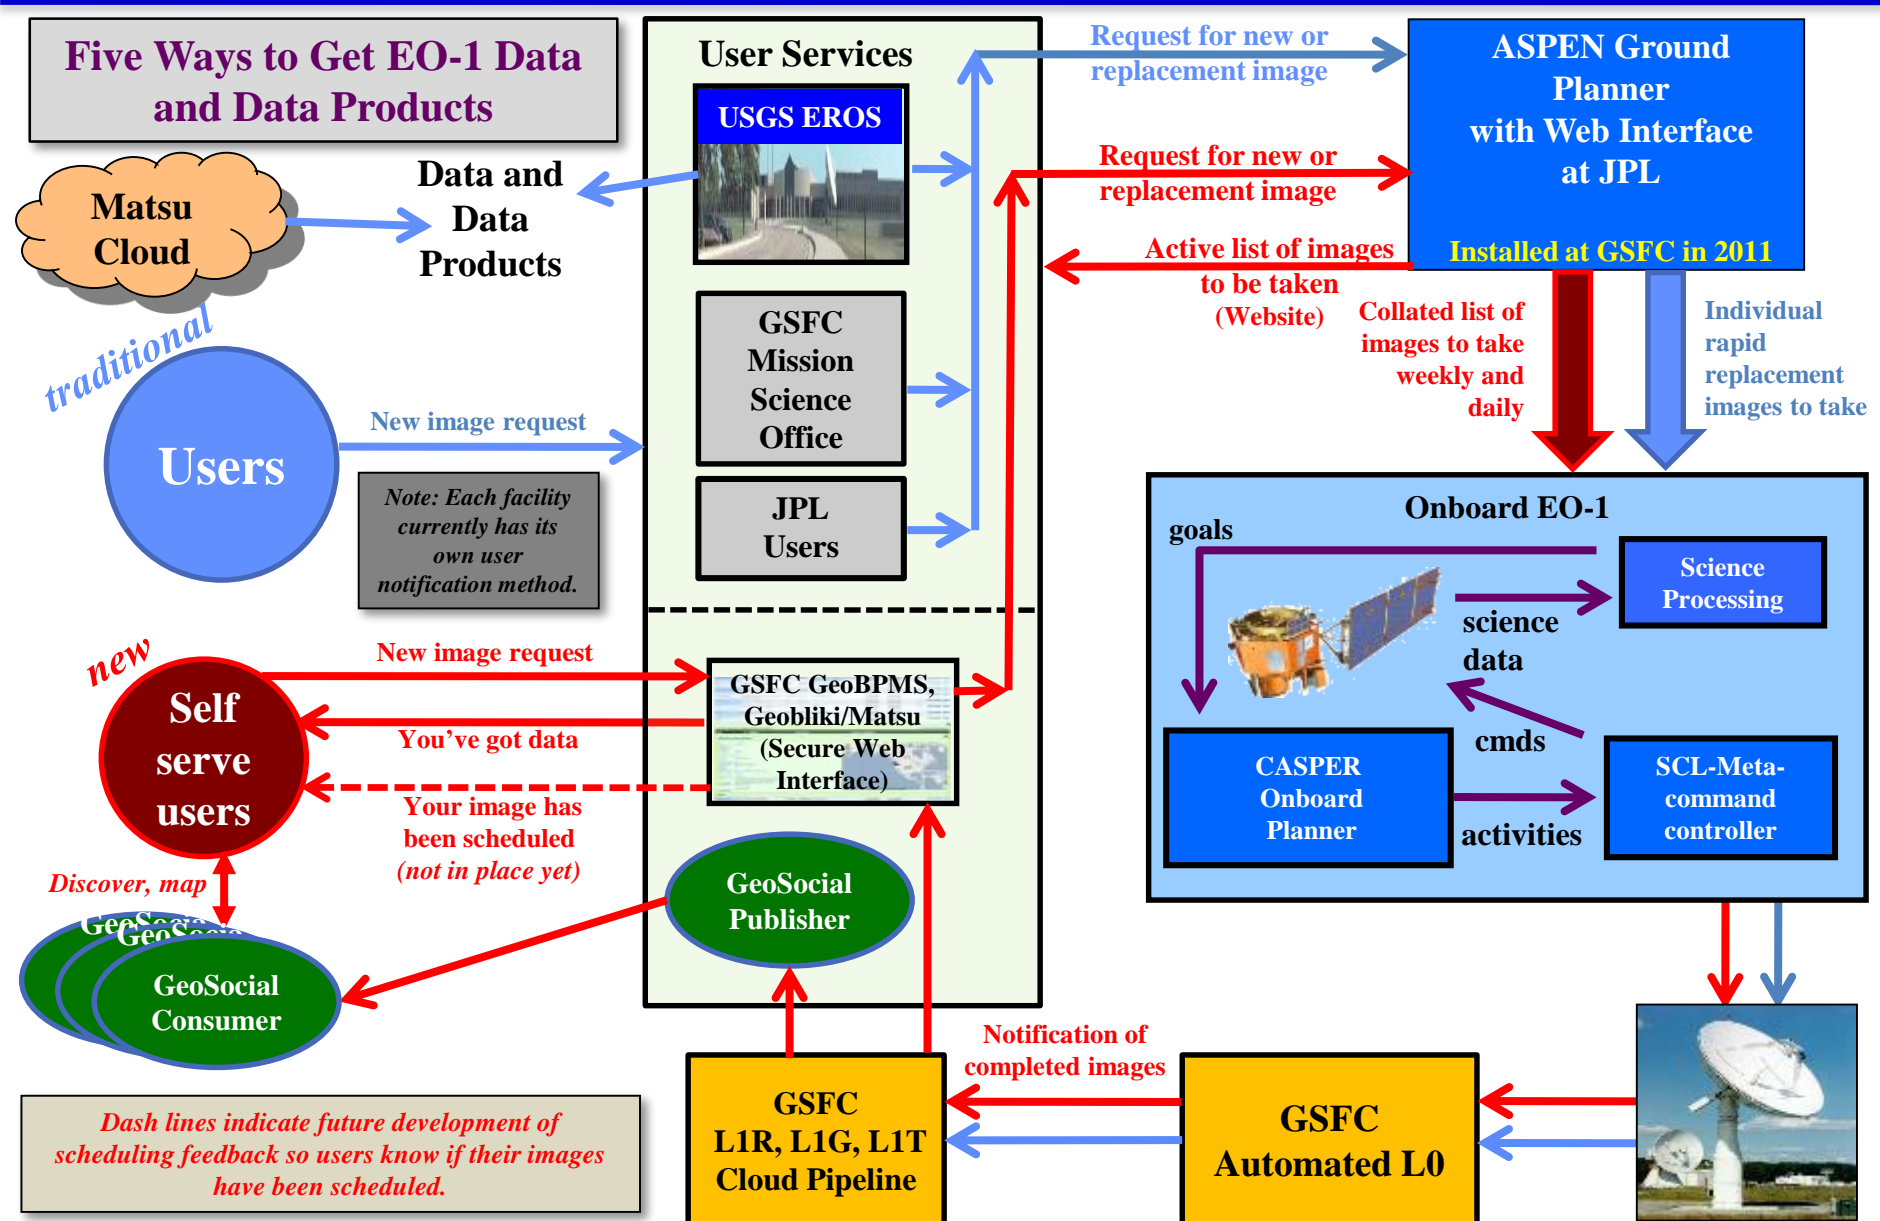 Five Ways to Get EO-1 Data
and Data Products
Matsu
Cloud
Data and
Data
Products
traditional
Users
New image request
Note: Each facility
currently has its
own user
notification method.
new
Self
serve
users
New image request
You've got data
Your image has
been scheduled
(not in place yet)
Discover, map
GeoSocial
GeoSocial
GeoSocial
Consumer
Dash lines indicate future development of
scheduling feedback so users know if their images
have been scheduled.
User Services
USGS EROS
GSFC
Mission
Science
Office
JPL
Users
GSFC GeoBPMS,
Geobliki/Matsu
(Secure Web
Interface)
GeoSocial
Publisher
Request for new or
replacement image
Request for new or
replacement image
Active list of images
to be taken
(Website)
ASPEN Ground
Planner
with Web Interface
at JPL
Installed at GSFC in 2011
Collated list of
images to take
weekly and
daily
Individual
rapid
replacement
images to take
Onboard EO-1
goals
Science
Processing
science
data
cmds
CASPER
Onboard
Planner
activities
SCL-Meta-
command
controller
Notification of
completed images
GSFC
L1R, L1G, L1T
Cloud Pipeline
GSFC
Automated L0